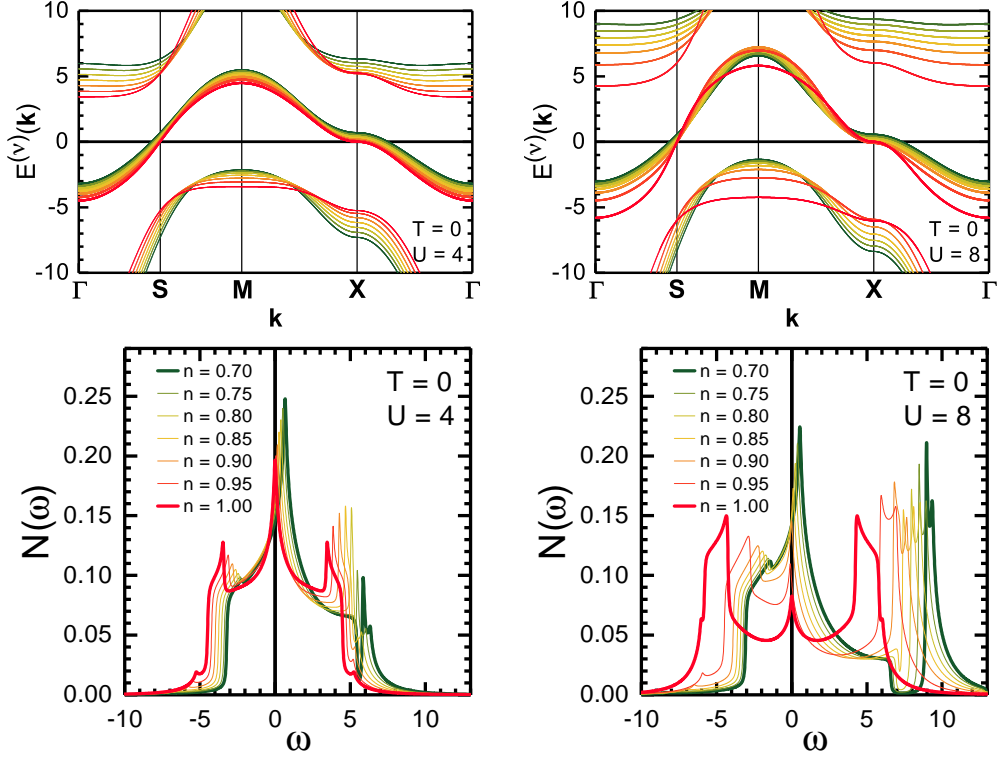 10
5
0
-5
-10
E(ν)(k)
T = 0
U = 4
Γ
S
M
X
Γ
k
10
5
0
-5
-10
E(ν)(k)
T = 0
U = 8
Γ
S
M
X
Γ
k
0.25
0.20
0.15
0.10
0.05
0.00
N(ω)
n = 0.70
n = 0.75
n = 0.80
n = 0.85
n = 0.90
n = 0.95
n = 1.00
T = 0
U = 4
-10
-5
0
5
10
ω
0.25
0.20
0.15
0.10
0.05
0.00
N(ω)
n = 0.70
n = 0.75
n = 0.80
n = 0.85
n = 0.90
n = 0.95
n = 1.00
T = 0
U = 8
-10
-5
0
5
10
ω